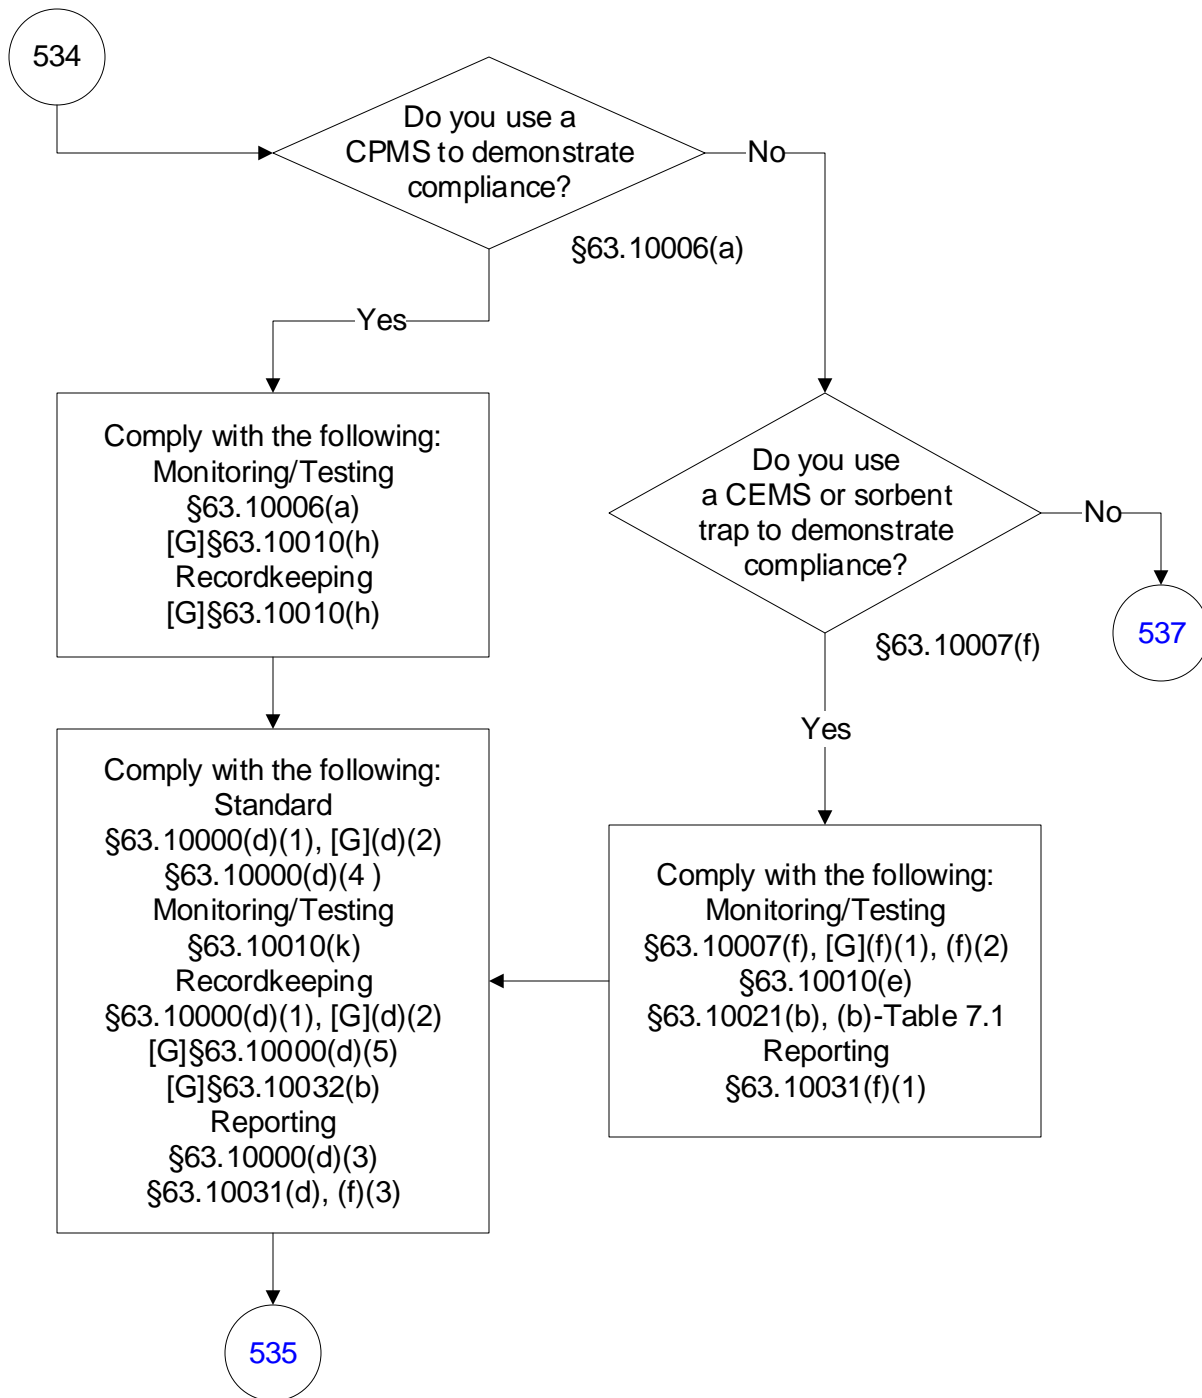 534
Do you use a
CPMS to demonstrate
compliance?
No
§63.10006(a)
Yes
Comply with the following:
Monitoring/Testing
§63.10006(a)
[G]§63.10010(h)
Recordkeeping
[G]§63.10010(h)
Do you use
a CEMS or sorbent
trap to demonstrate
compliance?
No
537
§63.10007(f)
Yes
Comply with the following:
Standard
§63.10000(d)(1), [G](d)(2)
§63.10000(d)(4 )
Monitoring/Testing
§63.10010(k)
Recordkeeping
§63.10000(d)(1), [G](d)(2)
[G]§63.10000(d)(5)
[G]§63.10032(b)
Reporting
§63.10000(d)(3)
§63.10031(d), (f)(3)
Comply with the following:
Monitoring/Testing
§63.10007(f), [G](f)(1), (f)(2)
§63.10010(e)
§63.10021(b), (b)-Table 7.1
Reporting
§63.10031(f)(1)
535